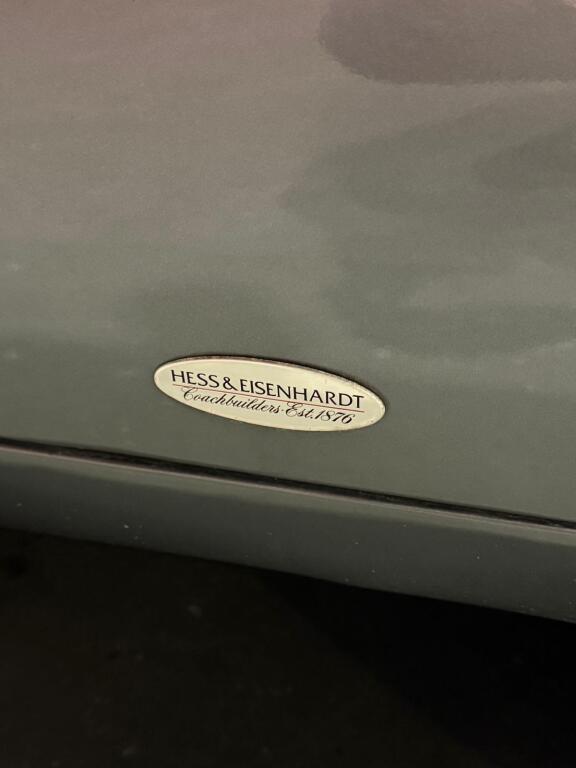 HESS & EISENHARDT
Coachbuilders·Est.1876